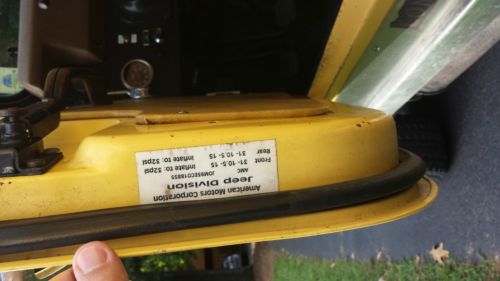 American Motors Corporation
Jeep Division
AMC
Front 31- 10.5- 15 Inflate to: 32psi
Rear 31- 10.5- 15 Inflate to: 32psi